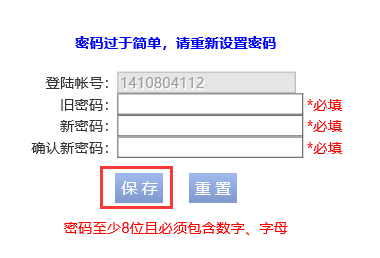 密码过于简单，请重新设置密码
登陆帐号：1410804112
旧密码：*必填
新密码：*必填
确认新密码：*必填
保存 重置
密码至少8位且必须包含数字、字母